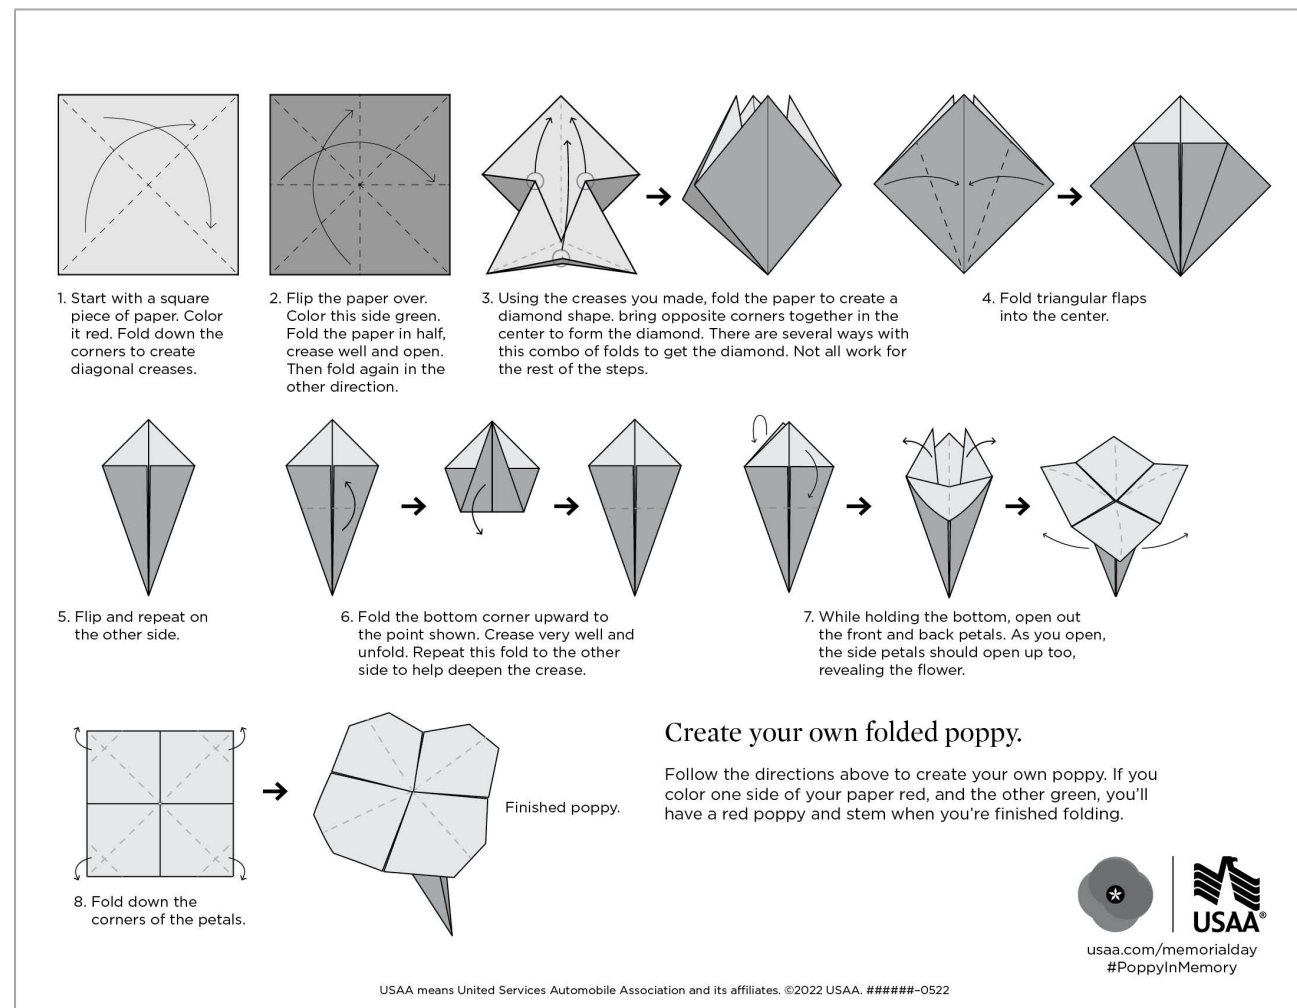 1. Start with a square
piece of paper. Color
it red. Fold down the
corners to create
diagonal creases.
2. Flip the paper over.
Color this side green.
Fold the paper in half,
crease well and open.
Then fold again in the
other direction.
3. Using the creases you made, fold the paper to create a
diamond shape. bring opposite corners together in the
center to form the diamond. There are several ways with
this combo of folds to get the diamond. Not all work for
the rest of the steps.
4. Fold triangular flaps
into the center.
5. Flip and repeat on
the other side.
6. Fold the bottom corner upward to
the point shown. Crease very well and
unfold. Repeat this fold to the other
side to help deepen the crease.
7. While holding the bottom, open out
the front and back petals. As you open,
the side petals should open up too,
revealing the flower.
8. Fold down the
corners of the petals.
Finished poppy.
Create your own folded poppy.
Follow the directions above to create your own poppy. If you
color one side of your paper red, and the other green, you’ll
have a red poppy and stem when you’re finished folding.
USAA®
usaa.com/memorialday
#PoppyInMemory
USAA means United Services Automobile Association and its affiliates. ©2022 USAA. ######–0522